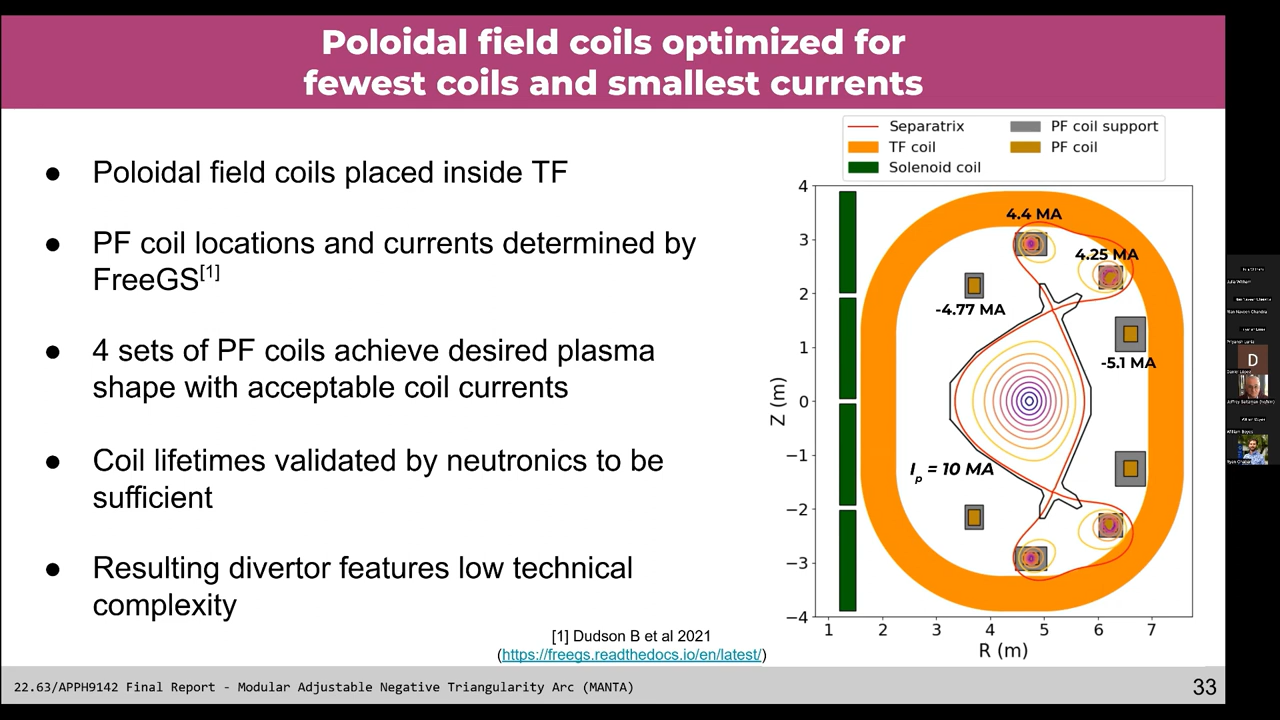 Poloidal field coils optimized for
fewest coils and smallest currents
● Poloidal field coils placed inside TF
● PF coil locations and currents determined by
FreeGS[1]
● 4 sets of PF coils achieve desired plasma
shape with acceptable coil currents
● Coil lifetimes validated by neutronics to be
sufficient
● Resulting divertor features low technical
complexity
[1] Dudson B et al 2021
(https://freegs.readthedocs.io/en/latest/)
Separatrix
TF coil
Solenoid coil
PF coil support
PF coil
4
3
2
1
0
−1
−2
−3
−4
Z (m)
4.4 MA
4.25 MA
-4.77 MA
-5.1 MA
Ip = 10 MA
1 2 3 4 5 6 7
R (m)
22.63/APPH9142 Final Report - Modular Adjustable Negative Triangularity Arc (MANTA)
33
D